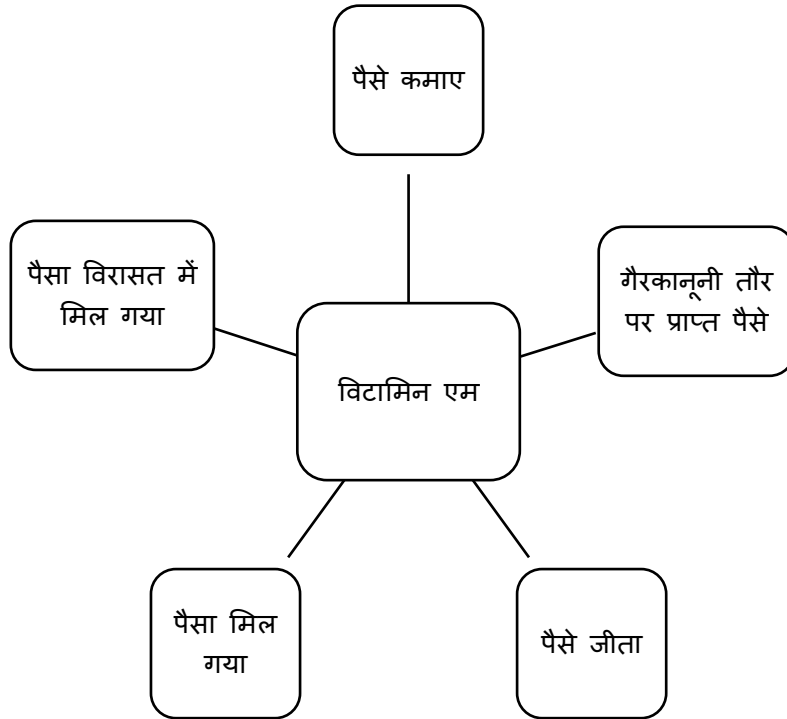 पैसे कमाए
पैसा विरासत में
मिल गया
गैरकानूनी तौर
पर प्राप्त पैसे
विटामिन एम
पैसा मिल
गया
पैसे जीता